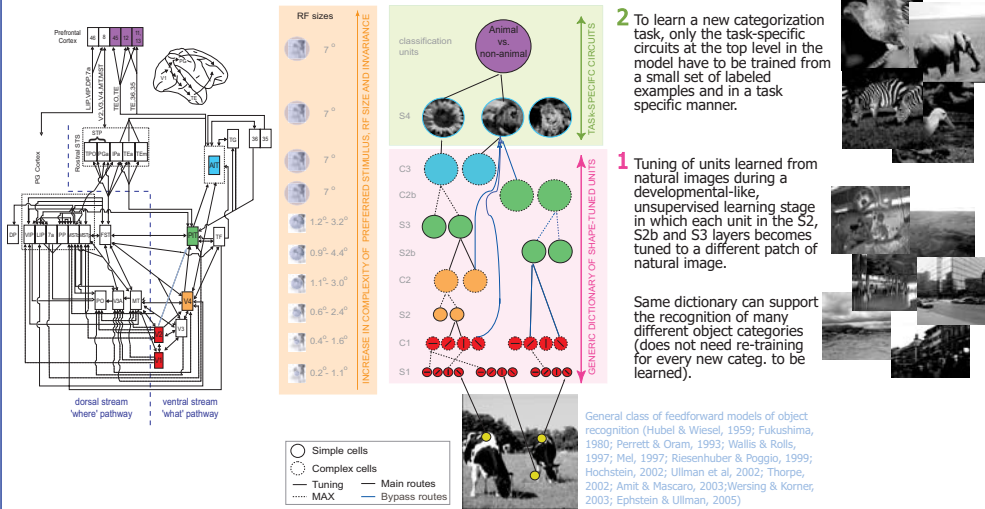 Prefrontal
Cortex
46
8
45
12
11,
13
LIP,VIP,DP,7a
V2,V3,V4,MT,MST
TEO,TE
TE,36,35
PG
V1
PG Cortex
Rostral STS
STP
TPO
PGa
IPa
TEa
TEm
TG
36
35
AIT
DP
VIP
LIP
7a
PP
FST
PIT
TF
PO
V3A
MT
V4
V3
V2
V1
dorsal stream
'where' pathway
ventral stream
'what' pathway
RF sizes
7°
7°
7°
7°
1.2°- 3.2°
0.9°- 4.4°
1.1°- 3.0°
0.6°- 2.4°
0.4°- 1.6°
0.2°- 1.1°
INCREASE IN COMPLEXITY OF PREFERRED STIMULUS, RF SIZE AND INVARIANCE
classification
units
Animal
vs.
non-animal
S4
C3
C2b
S3
S2b
C2
S2
C1
S1
TASK-SPECIFIC CIRCUITS
GENERIC DICTIONARY OF SHAPE-TUNED UNITS
Simple cells
Complex cells
Tuning
MAX
Main routes
Bypass routes
2 To learn a new categorization
task, only the task-specific
circuits at the top level in the
model have to be trained from
a small set of labeled
examples and in a task
specific manner.
1 Tuning of units learned from
natural images during a
developmental-like,
unsupervised learning stage
in which each unit in the S2,
S2b and S3 layers becomes
tuned to a different patch of
natural image.
Same dictionary can support
the recognition of many
different object categories
(does not need re-training
for every new categ. to be
learned).
General class of feedforward models of object
recognition (Hubel & Wiesel, 1959; Fukushima,
1980; Perrett & Oram, 1993; Wallis & Rolls,
1997; Mel, 1997; Riesenhuber & Poggio, 1999;
Hochstein, 2002; Ullman et al, 2002; Thorpe,
2002; Amit & Mascaro, 2003;Wersing & Korner,
2003; Ephstein & Ullman, 2005)